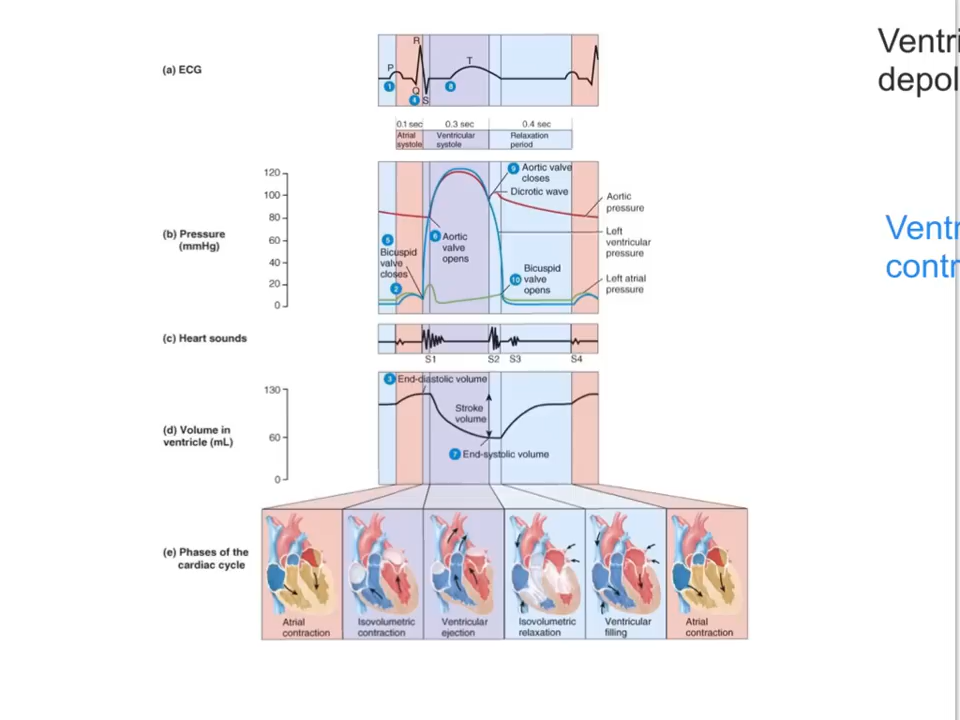 Ventri
depol
Ventr
contr
(a) ECG
P
R
Q
S
T
1
4
8
0.1 sec
0.3 sec
0.4 sec
Atrial
systole
Ventricular
systole
Relaxation
period
(b) Pressure
(mmHg)
120
100
80
60
40
20
0
9 Aortic valve
closes
Dicrotic wave
Aortic
pressure
Left
ventricular
pressure
Left atrial
pressure
5
Bicuspid
valve
closes
2
6 Aortic
valve
opens
10 Bicuspid
valve
opens
(c) Heart sounds
S1
S2
S3
S4
(d) Volume in
ventricle (mL)
130
60
0
3 End-diastolic volume
Stroke
volume
7 End-systolic volume
(e) Phases of the
cardiac cycle
Atrial
contraction
Isovolumetric
contraction
Ventricular
ejection
Isovolumetric
relaxation
Ventricular
filling
Atrial
contraction